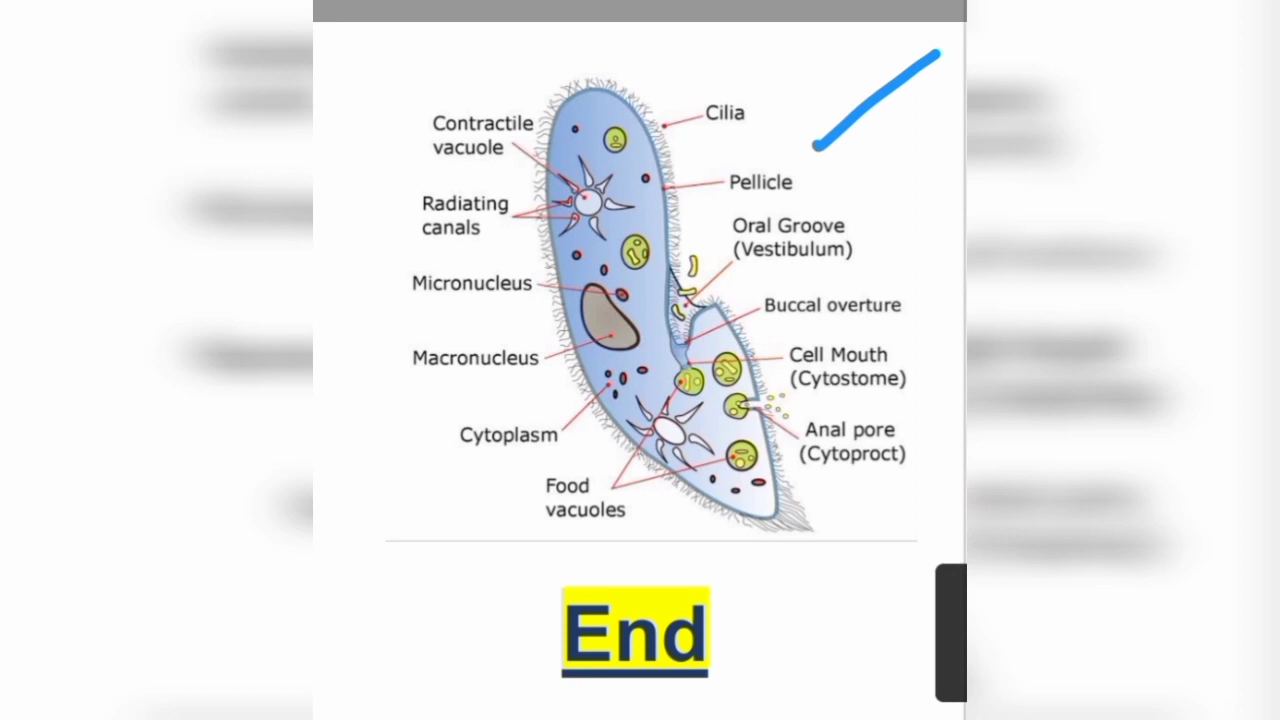 Cilia
Contractile
vacuole
Pellicle
Radiating
canals
Oral Groove
(Vestibulum)
Micronucleus
Buccal overture
Macronucleus
Cell Mouth
(Cytostome)
Cytoplasm
Anal pore
(Cytoproct)
Food
vacuoles
End